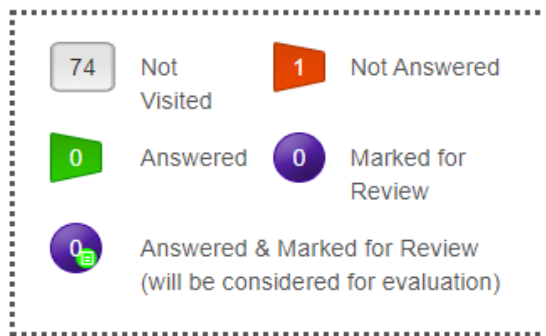 74 Not Visited
1 Not Answered
0 Answered
0 Marked for Review
0 Answered & Marked for Review
(will be considered for evaluation)